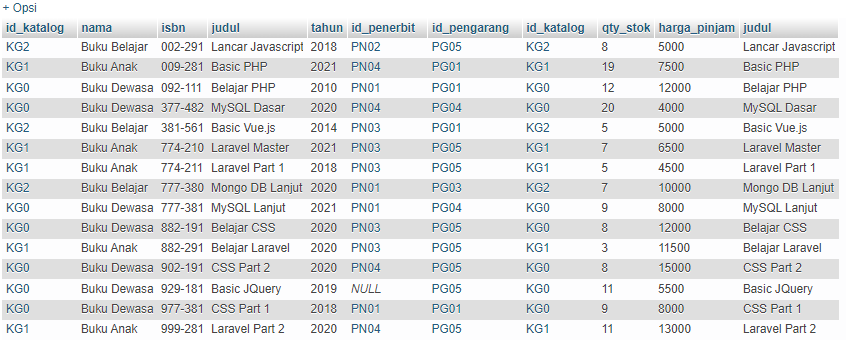 + Opsi
id_katalog nama isbn judul tahun id_penerbit id_pengarang id_katalog qty_stok harga_pinjam judul
KG2 Buku Belajar 002-291 Lancar Javascript 2018 PN02 PG05 KG2 8 5000 Lancar Javascript
KG1 Buku Anak 009-281 Basic PHP 2021 PN04 PG01 KG1 19 7500 Basic PHP
KG0 Buku Dewasa 092-111 Belajar PHP 2010 PN01 PG01 KG0 12 12000 Belajar PHP
KG0 Buku Dewasa 377-482 MySQL Dasar 2020 PN04 PG04 KG0 20 4000 MySQL Dasar
KG2 Buku Belajar 381-561 Basic Vue.js 2014 PN03 PG01 KG2 5 5000 Basic Vue.js
KG1 Buku Anak 774-210 Laravel Master 2021 PN03 PG05 KG1 7 6500 Laravel Master
KG1 Buku Anak 774-211 Laravel Part 1 2018 PN03 PG05 KG1 5 4500 Laravel Part 1
KG2 Buku Belajar 777-380 Mongo DB Lanjut 2020 PN01 PG03 KG2 7 10000 Mongo DB Lanjut
KG0 Buku Dewasa 777-381 MySQL Lanjut 2021 PN01 PG04 KG0 9 8000 MySQL Lanjut
KG0 Buku Dewasa 882-191 Belajar CSS 2020 PN03 PG05 KG0 8 12000 Belajar CSS
KG1 Buku Anak 882-291 Belajar Laravel 2020 PN03 PG05 KG1 3 11500 Belajar Laravel
KG0 Buku Dewasa 902-191 CSS Part 2 2020 PN04 PG05 KG0 8 15000 CSS Part 2
KG0 Buku Dewasa 929-181 Basic JQuery 2019 NULL PG05 KG0 11 5500 Basic JQuery
KG0 Buku Dewasa 977-381 CSS Part 1 2018 PN01 PG01 KG0 9 8000 CSS Part 1
KG1 Buku Anak 999-281 Laravel Part 2 2020 PN04 PG05 KG1 11 13000 Laravel Part 2